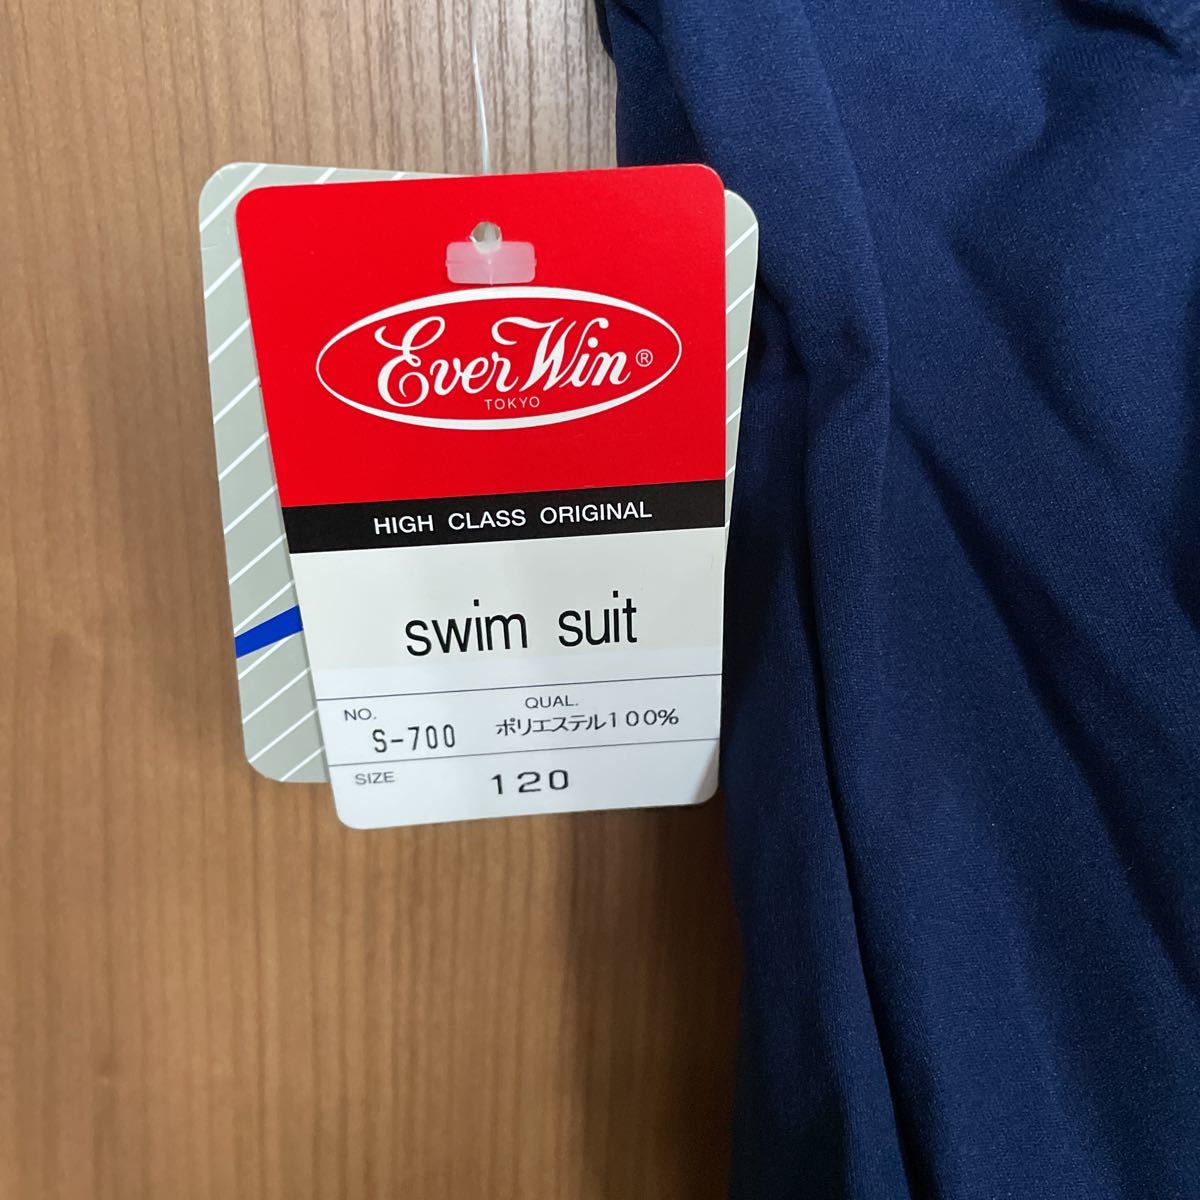 Ever Win ®
TOKYO
HIGH CLASS ORIGINAL
swim suit
NO. S-700
QUAL. ポリエステル100%
SIZE 120